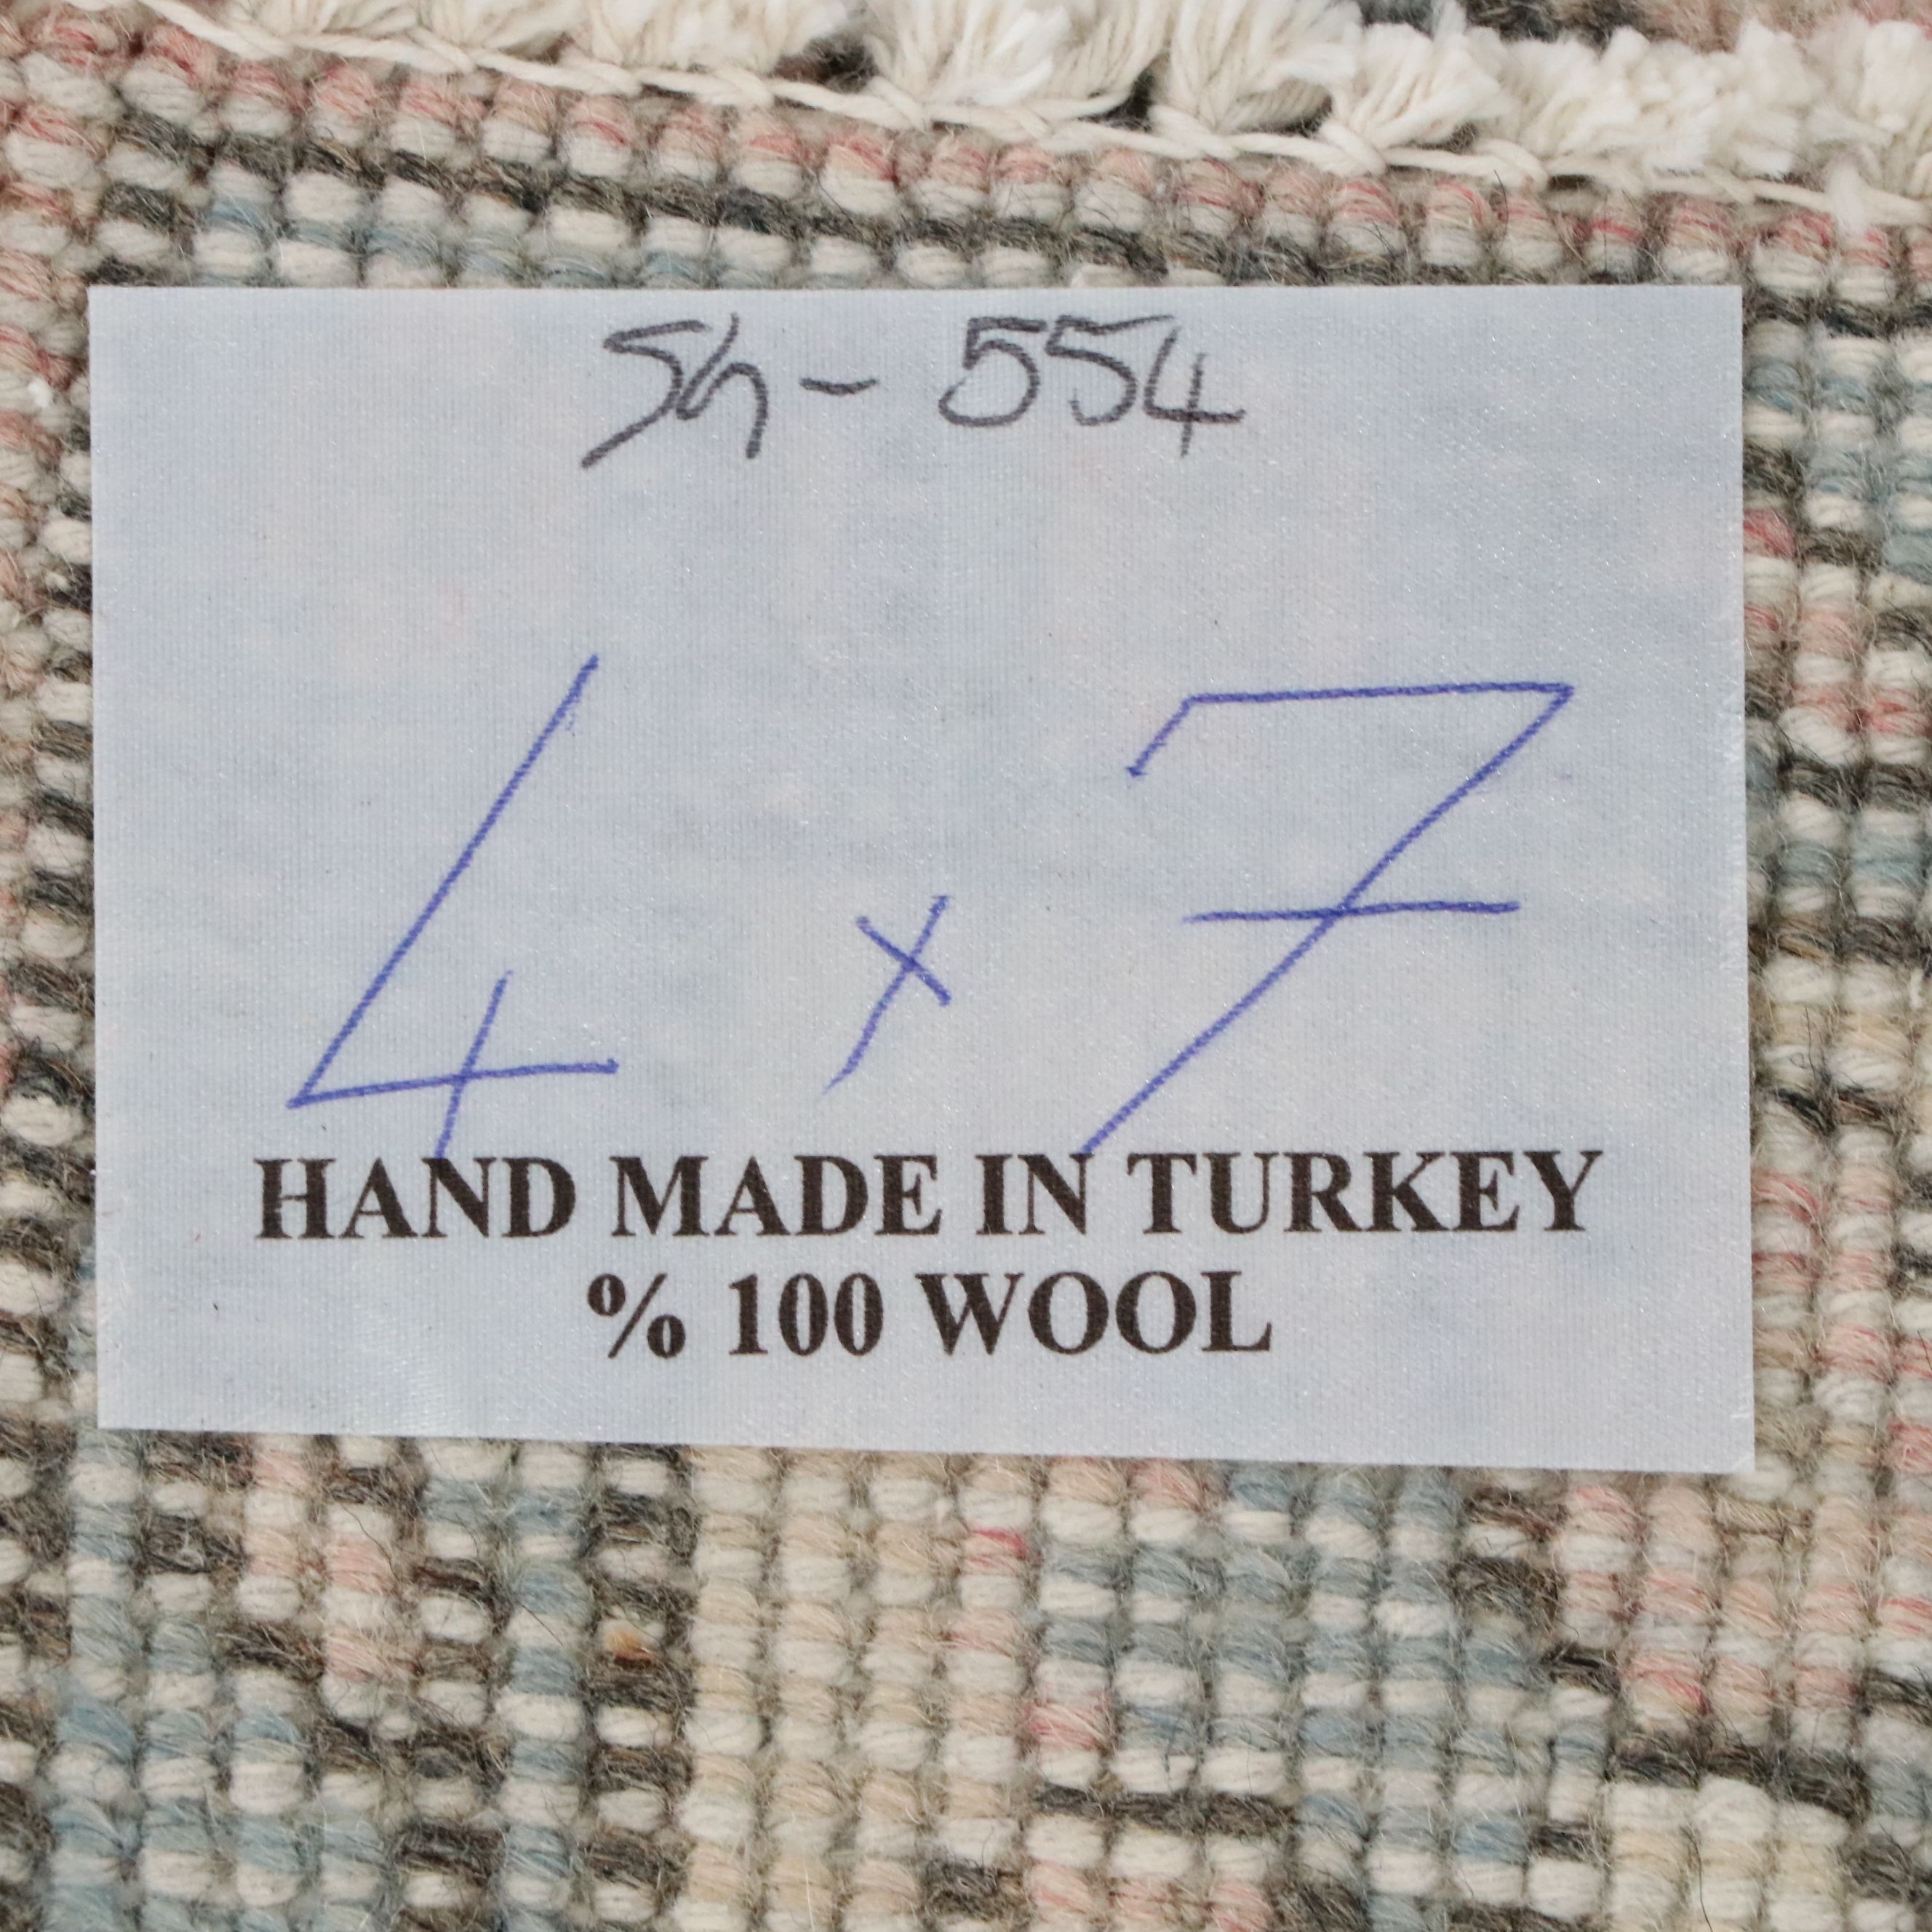 Sh - 554
4 x 7
HAND MADE IN TURKEY
% 100 WOOL